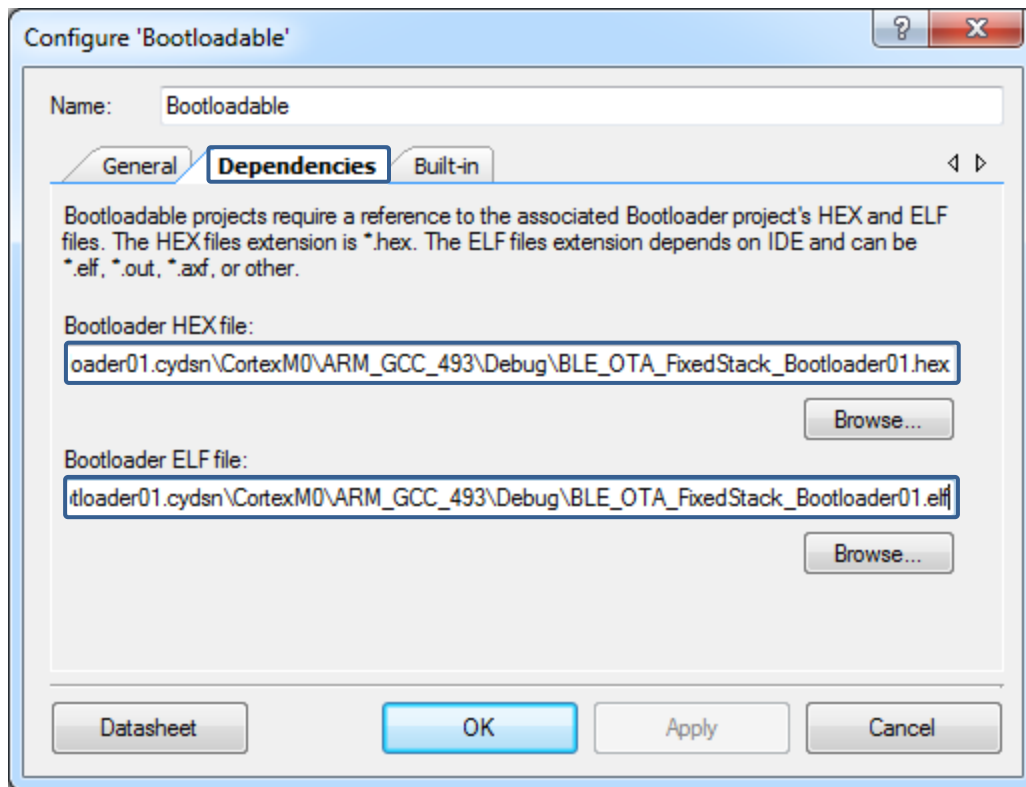 Configure 'Bootloadable'
Name: Bootloadable
General Dependencies Built-in
Bootloadable projects require a reference to the associated Bootloader project's HEX and ELF
files. The HEX files extension is *.hex. The ELF files extension depends on IDE and can be
*.elf, *.out, *.axf, or other.
Bootloader HEX file:
oader01.cydsn\CortexM0\ARM_GCC_493\Debug\BLE_OTA_FixedStack_Bootloader01.hex
Browse...
Bootloader ELF file:
tloader01.cydsn\CortexM0\ARM_GCC_493\Debug\BLE_OTA_FixedStack_Bootloader01.elf
Browse...
Datasheet OK Apply Cancel